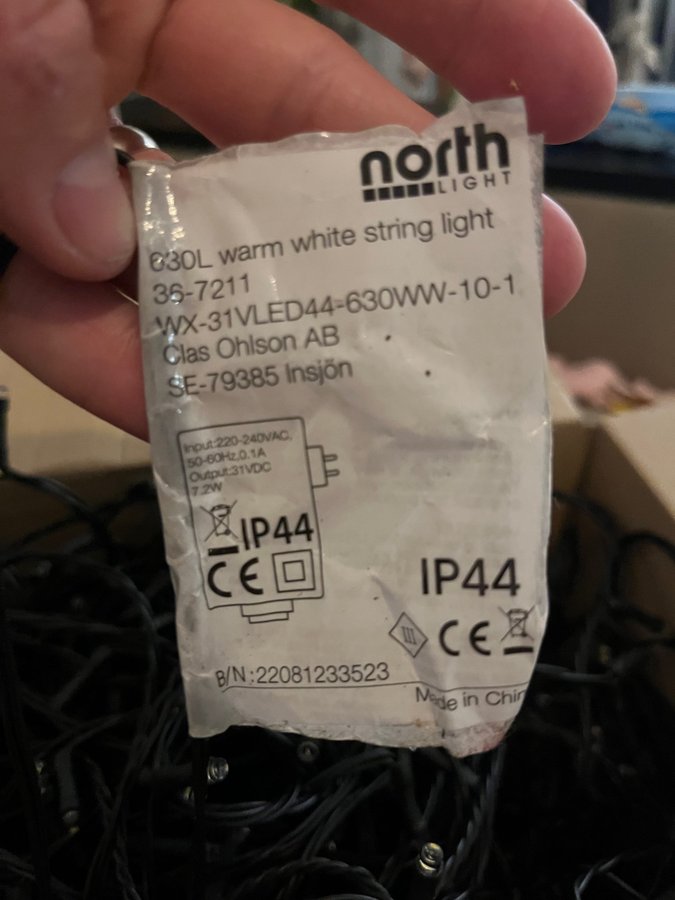 north
LIGHT
630L warm white string light
36-7211
WX-31VLED44-630WW-10-1
Clas Ohlson AB
SE-79385 Insjön
Input:220-240VAC,
50-60Hz,0.1A
Output:31VDC
7.2W
IP44
CE
IP44
III
CE
B/N:22081233523
Made in Chin